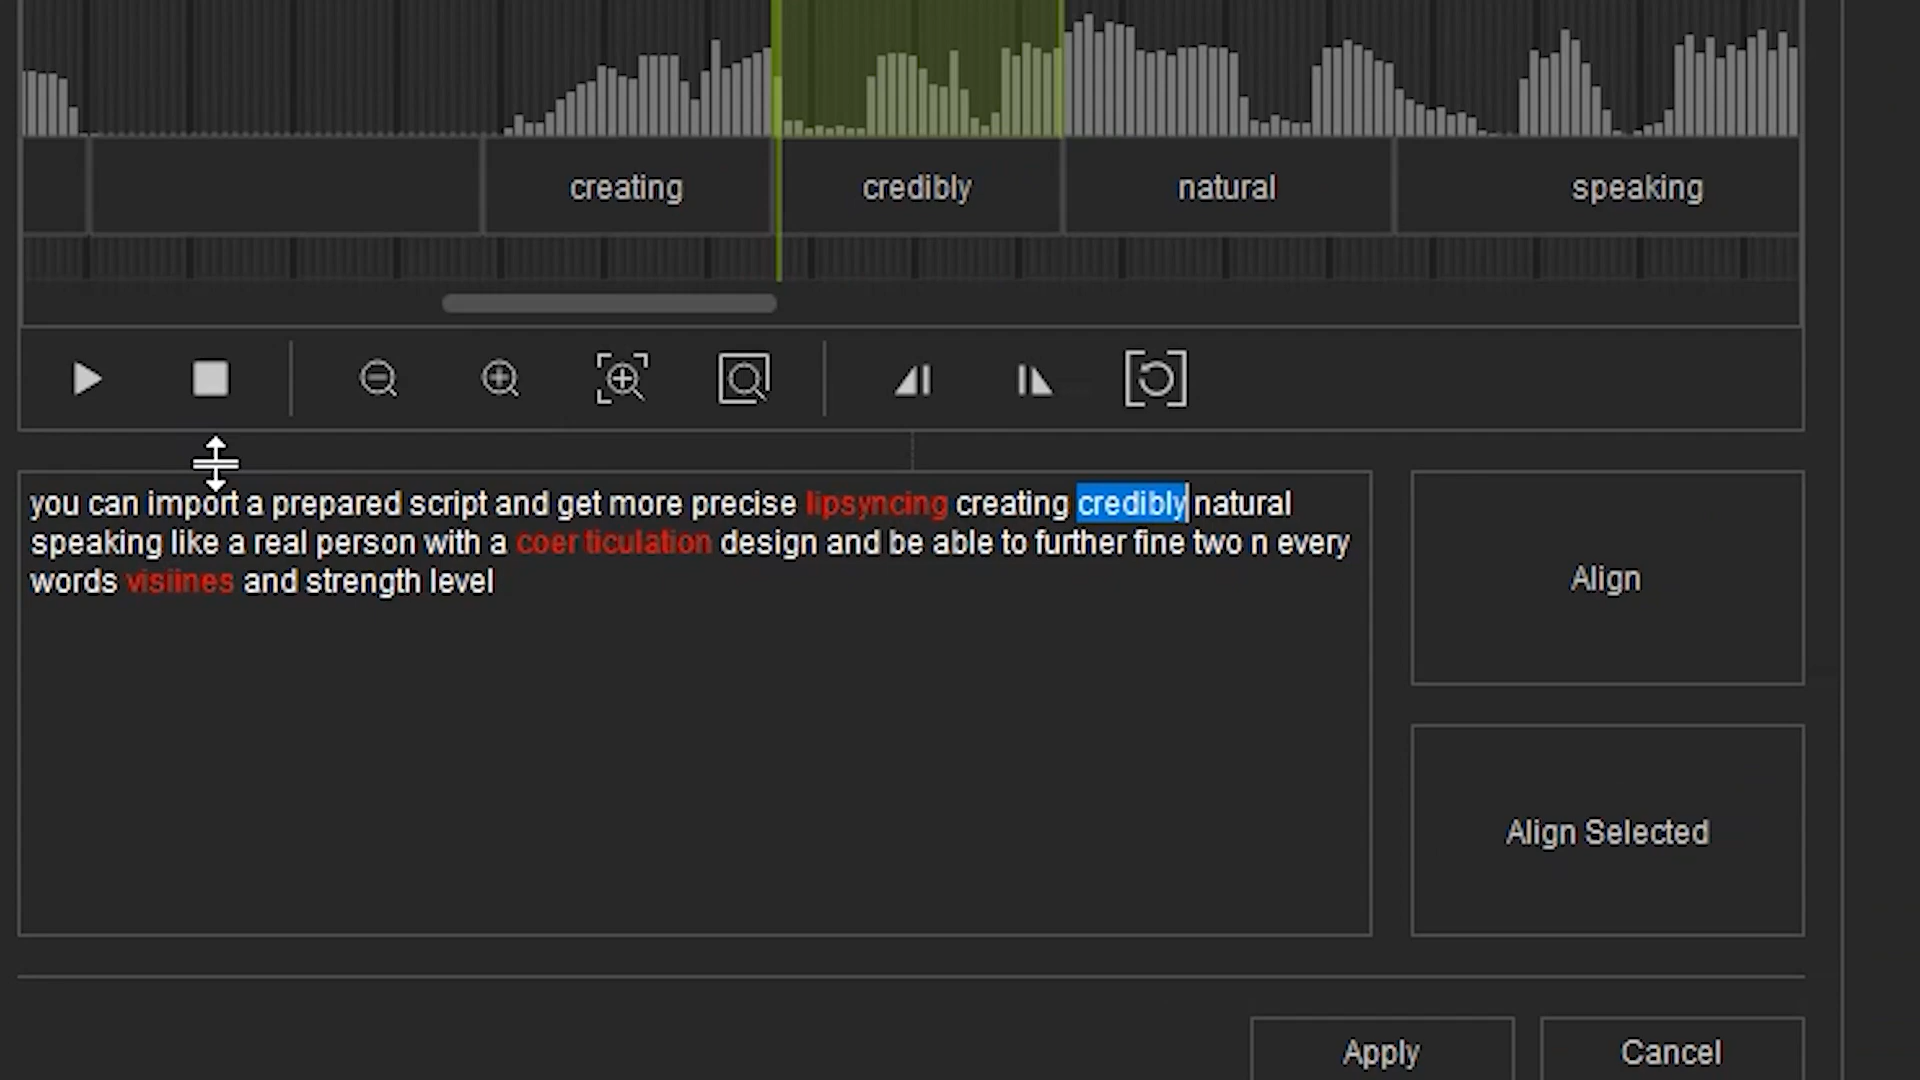 creating credibly natural speaking
you can import a prepared script and get more precise lipsyncing creating credibly natural
speaking like a real person with a coer ticulation design and be able to further fine two n every
words visiines and strength level
Align
Align Selected
Apply Cancel